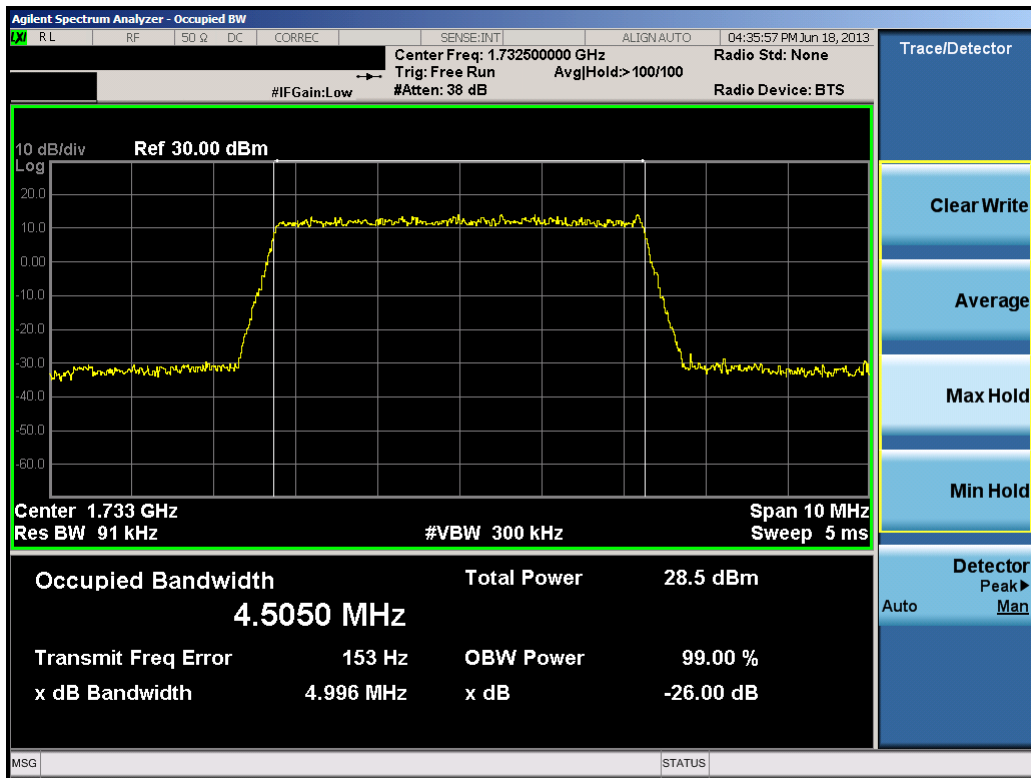 Agilent Spectrum Analyzer - Occupied BW
LXI RL RF 50 Ω DC CORREC SENSE:INT ALIGN AUTO 04:35:57 PM Jun 18, 2013
Center Freq: 1.732500000 GHz Radio Std: None
Trig: Free Run Avg|Hold:>100/100
#IFGain:Low #Atten: 38 dB Radio Device: BTS
10 dB/div Ref 30.00 dBm
Log
20.0
10.0
0.00
-10.0
-20.0
-30.0
-40.0
-50.0
-60.0
Center 1.733 GHz Span 10 MHz
Res BW 91 kHz #VBW 300 kHz Sweep 5 ms
Occupied Bandwidth Total Power 28.5 dBm
4.5050 MHz
Transmit Freq Error 153 Hz OBW Power 99.00 %
x dB Bandwidth 4.996 MHz x dB -26.00 dB
MSG STATUS
Trace/Detector
Clear Write
Average
Max Hold
Min Hold
Detector
Peak▶
Auto Man